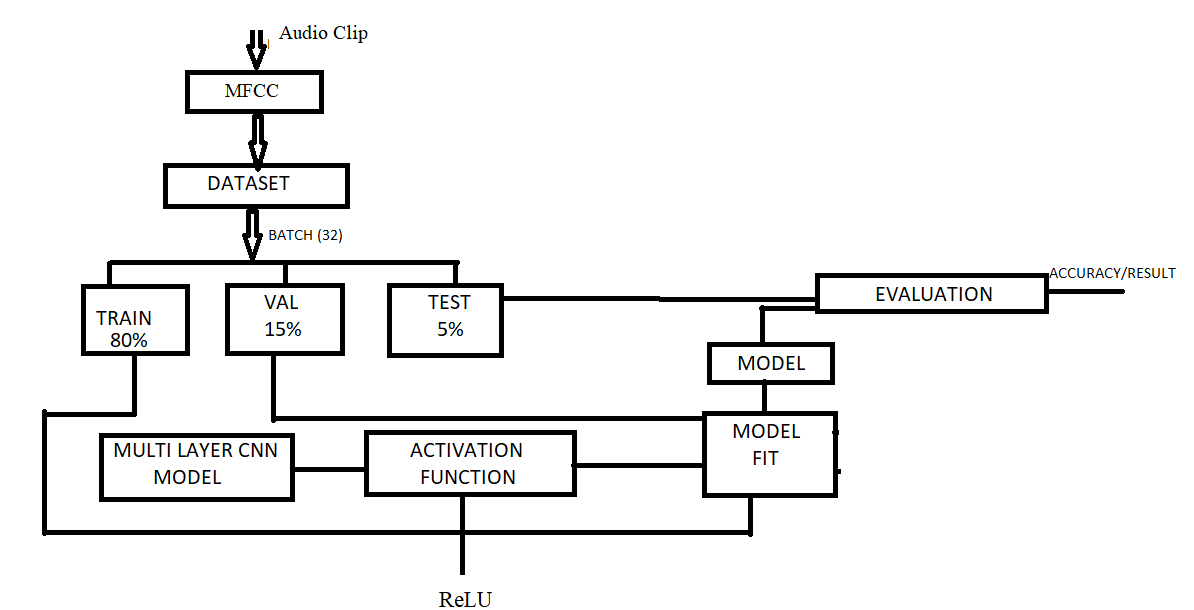 Audio Clip
MFCC
DATASET
BATCH (32)
TRAIN
80%
VAL
15%
TEST
5%
EVALUATION
ACCURACY/RESULT
MODEL
MULTI LAYER CNN
MODEL
ACTIVATION
FUNCTION
MODEL
FIT
ReLU